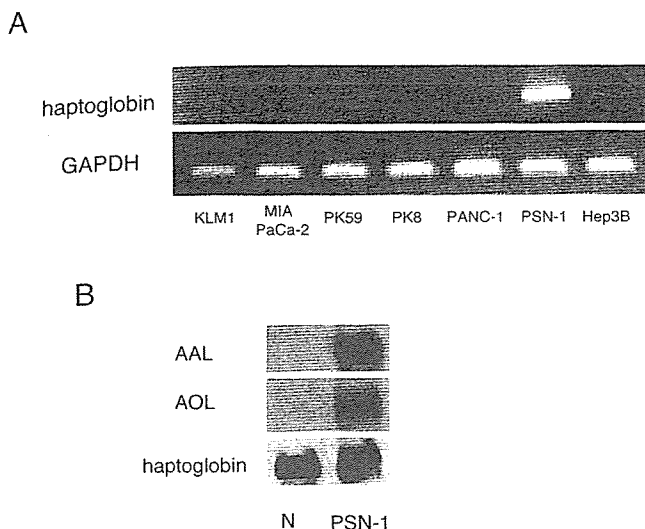 A
haptoglobin
GAPDH
KLM1 MIA PaCa-2 PK59 PK8 PANC-1 PSN-1 Hep3B
B
AAL
AOL
haptoglobin
N PSN-1